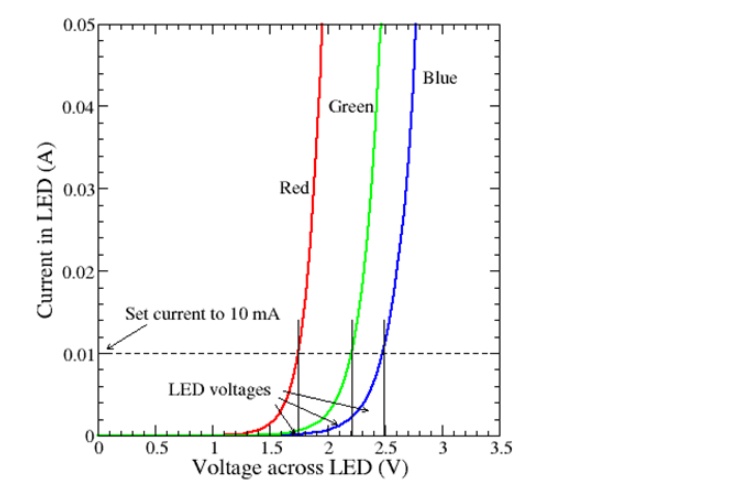 0.05
Blue
0.04
Green
Current in LED (A)
0.03
Red
0.02
Set current to 10 mA
0.01
LED voltages
0
0 0.5 1 1.5 2 2.5 3 3.5
Voltage across LED (V)